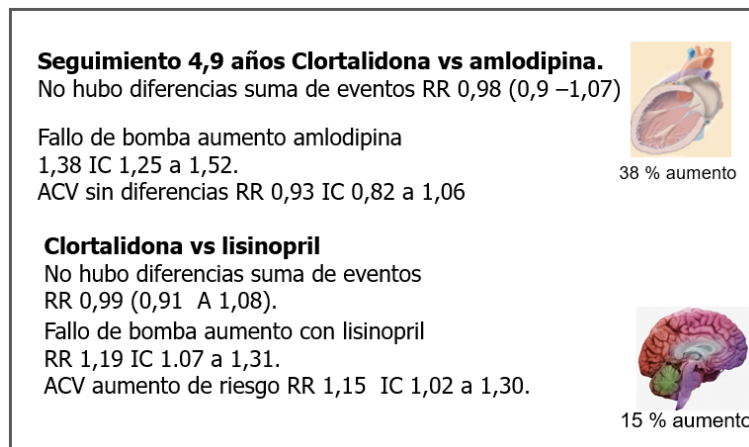 Seguimiento 4,9 años Clortalidona vs amlodipina.
No hubo diferencias suma de eventos RR 0,98 (0,9 –1,07)
Fallo de bomba aumento amlodipina
1,38 IC 1,25 a 1,52.
ACV sin diferencias RR 0,93 IC 0,82 a 1,06
38 % aumento
Clortalidona vs lisinopril
No hubo diferencias suma de eventos
RR 0,99 (0,91 A 1,08).
Fallo de bomba aumento con lisinopril
RR 1,19 IC 1.07 a 1,31.
ACV aumento de riesgo RR 1,15 IC 1,02 a 1,30.
15 % aumento